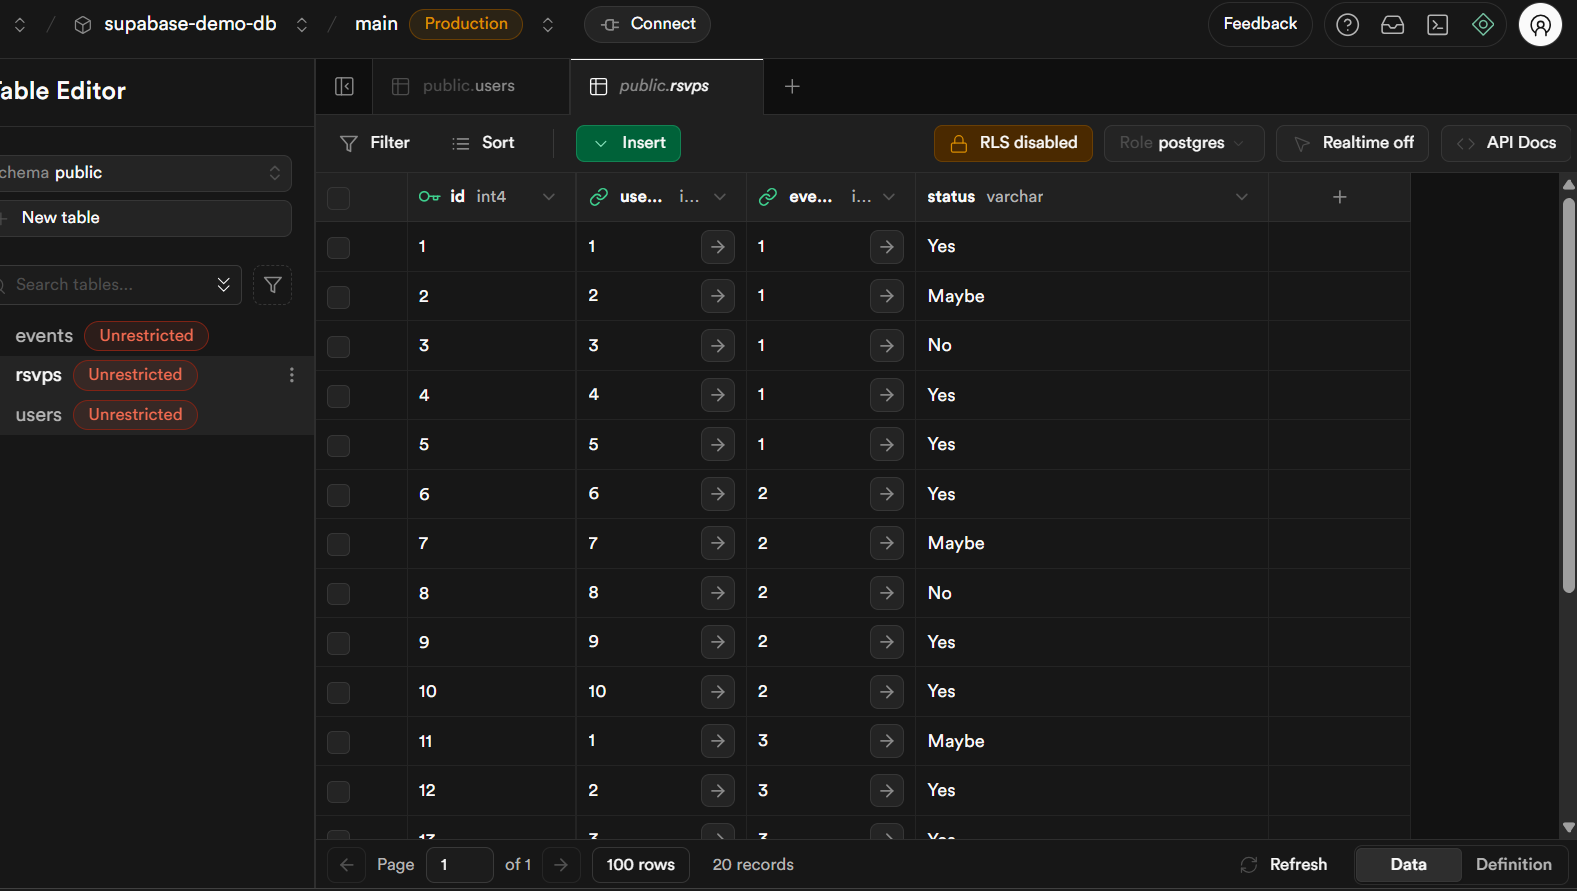 supabase-demo-db main Production Connect Feedback
able Editor
public.users public.rsvps
Filter Sort Insert RLS disabled Role postgres Realtime off API Docs
chema public
New table
Search tables...
events Unrestricted
rsvps Unrestricted
users Unrestricted
id int4 use... i... eve... i... status varchar
1 1 1 Yes
2 2 1 Maybe
3 3 1 No
4 4 1 Yes
5 5 1 Yes
6 6 2 Yes
7 7 2 Maybe
8 8 2 No
9 9 2 Yes
10 10 2 Yes
11 1 3 Maybe
12 2 3 Yes
13 3 3 Yes
Page 1 of 1 100 rows 20 records Refresh Data Definition